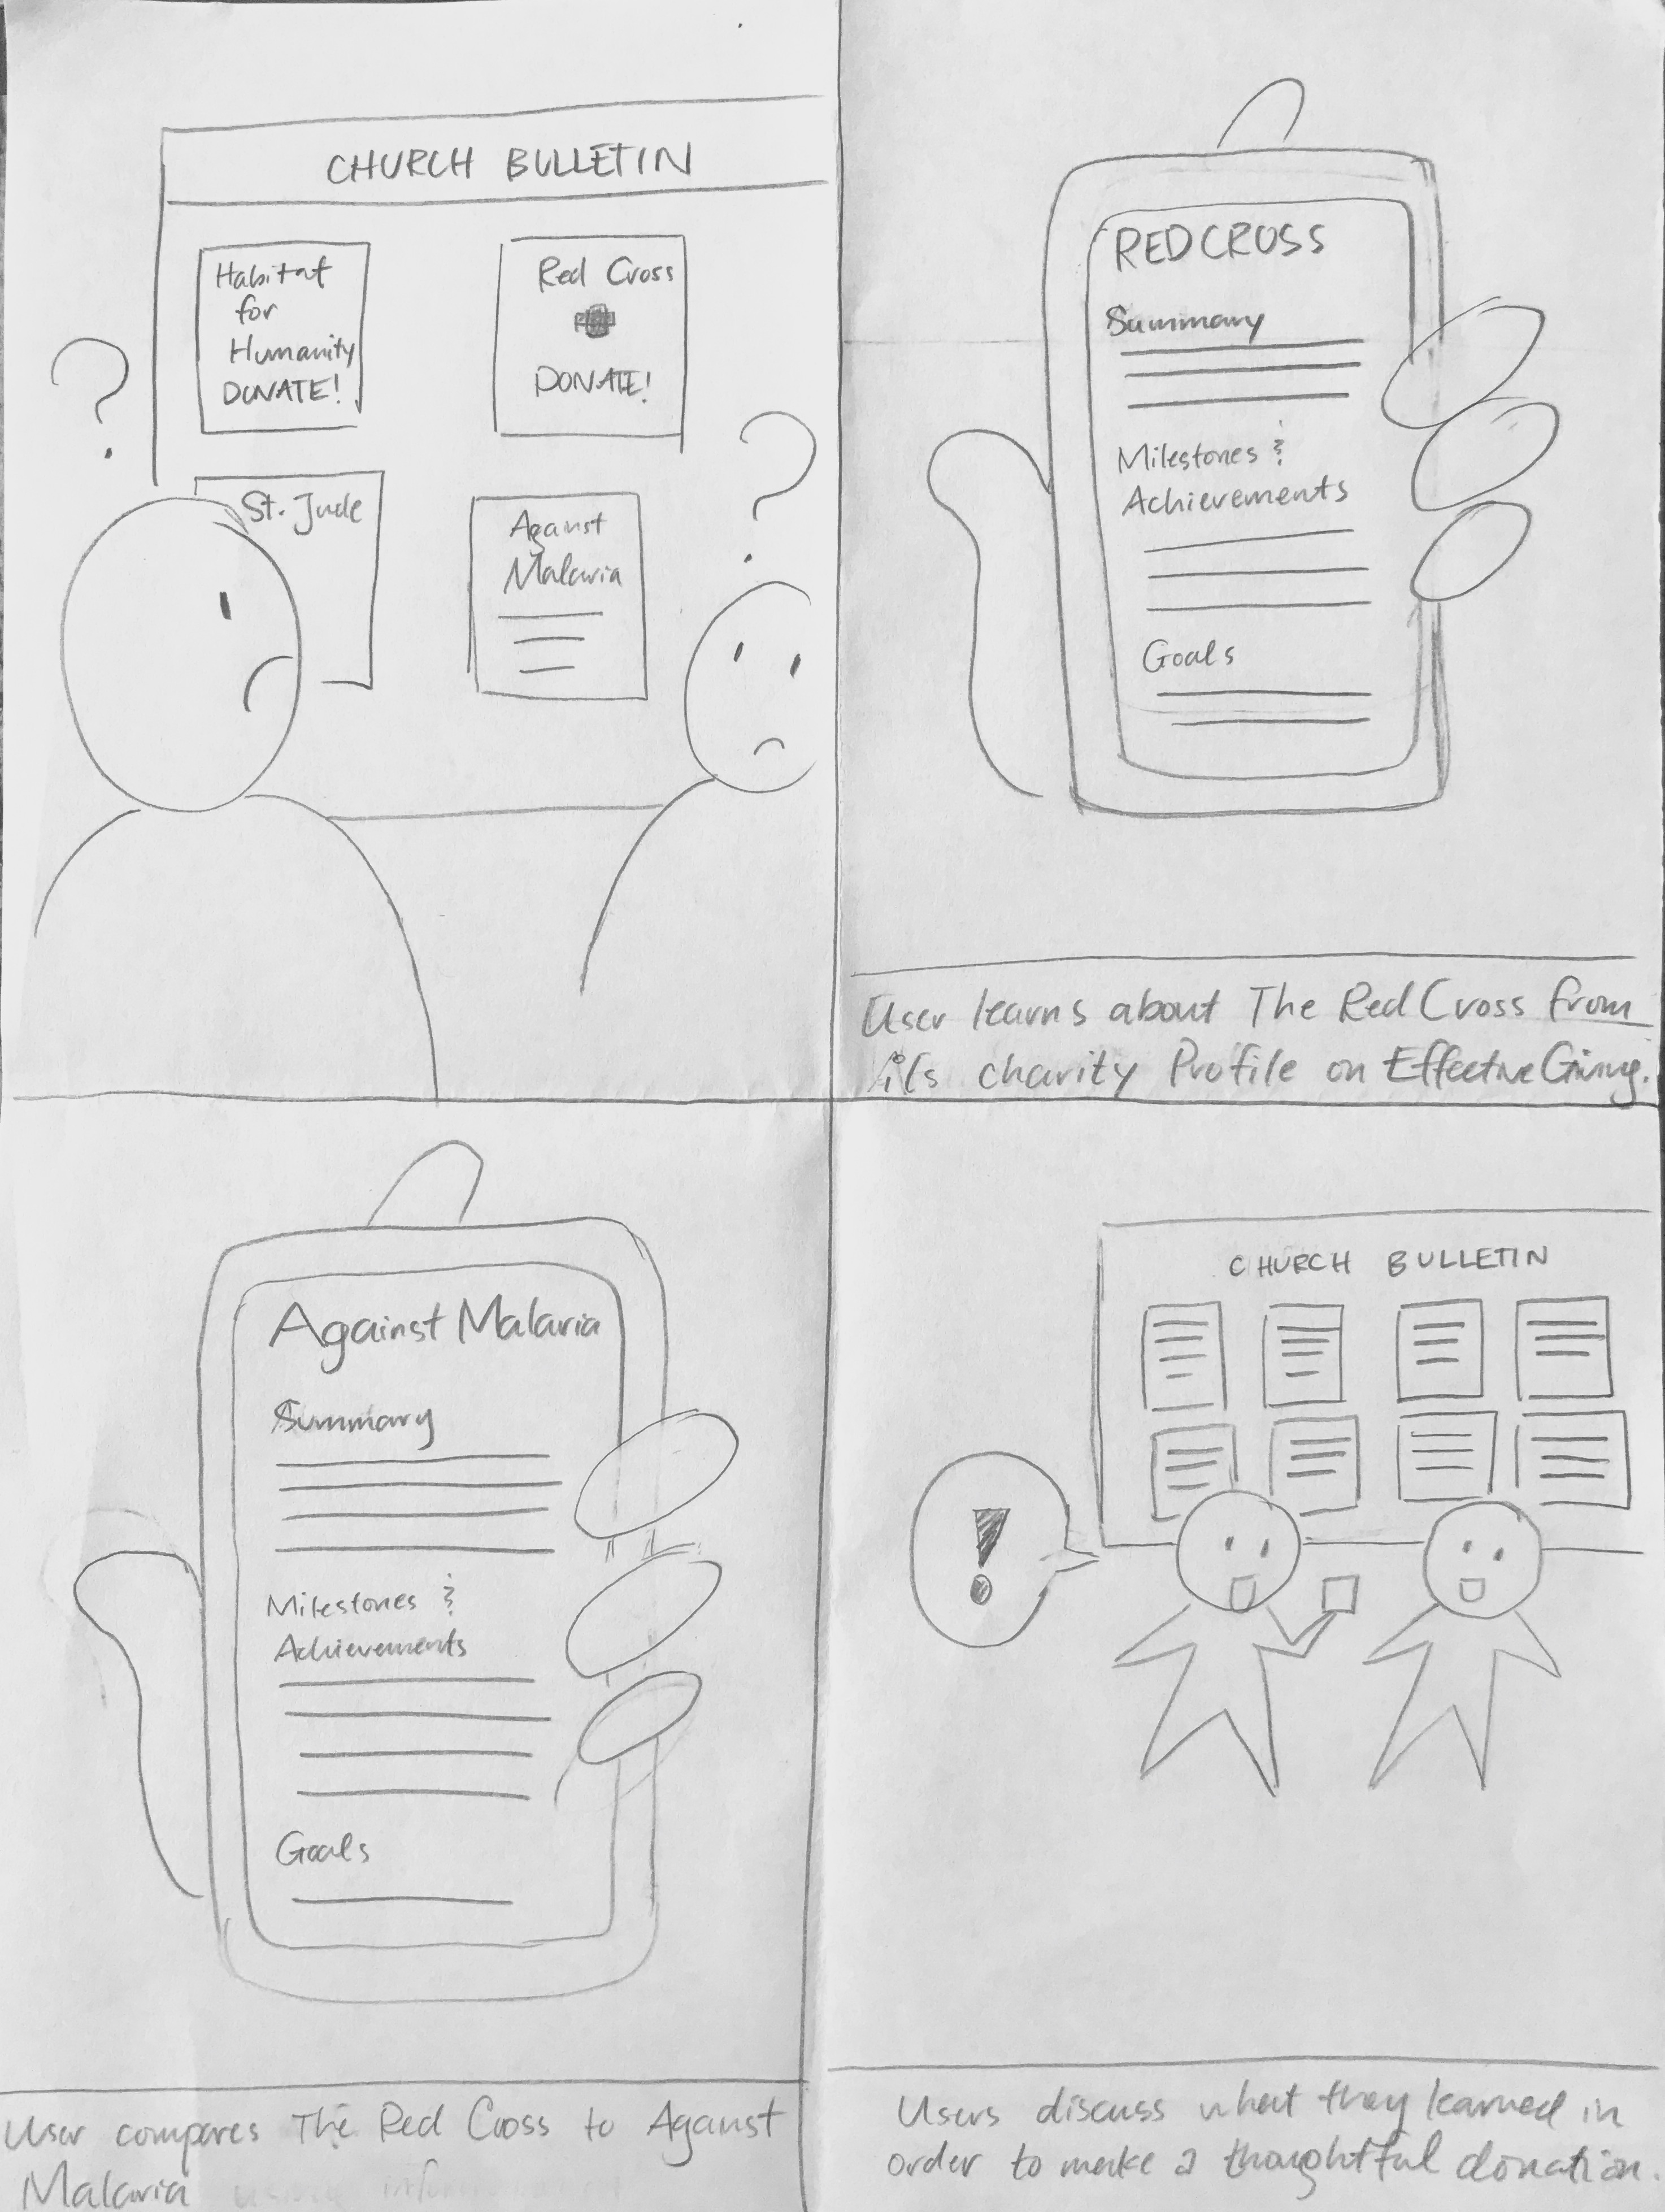 CHURCH BULLETIN
Habitat
for
Humanity
DONATE!
Red Cross
DONATE!
?
?
St. Jude
Against
Malaria
REDCROSS
Summary
Milestones &
Achievements
Goals
User learns about The Red Cross from
its charity Profile on EffectiveGiving.
Against Malaria
Summary
Milestones &
Achievements
Goals
User compares The Red Cross to Against
Malaria
CHURCH BULLETIN
!
Users discuss what they learned in
order to make a thoughtful donation.